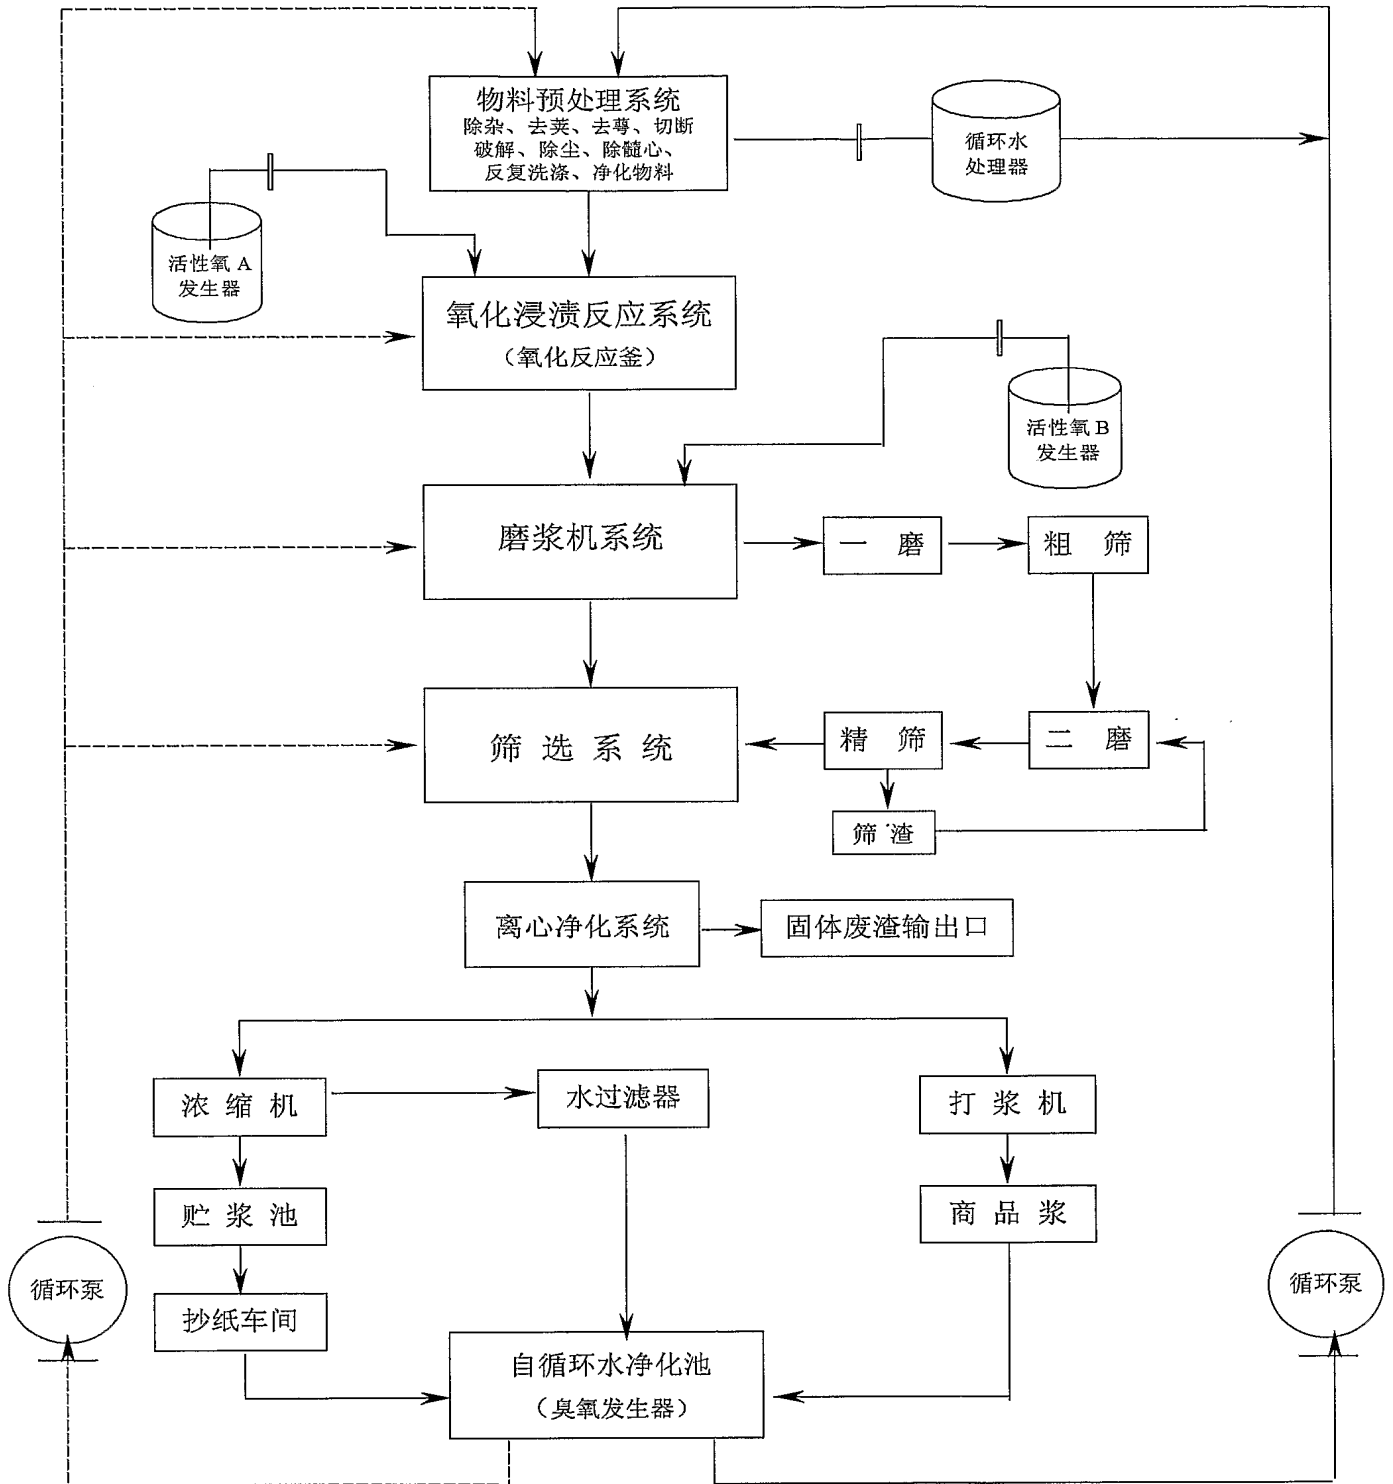 物料预处理系统
除杂、去荚、去萼、切断
破解、除尘、除髓心、
反复洗涤、净化物料
循环水
处理器
活性氧A
发生器
氧化浸渍反应系统
（氧化反应釜）
活性氧B
发生器
磨浆机系统
一磨
粗筛
筛选系统
精筛
二磨
筛渣
离心净化系统
固体废渣输出口
浓缩机
水过滤器
打浆机
贮浆池
商品浆
循环泵
循环泵
抄纸车间
自循环水净化池
（臭氧发生器）